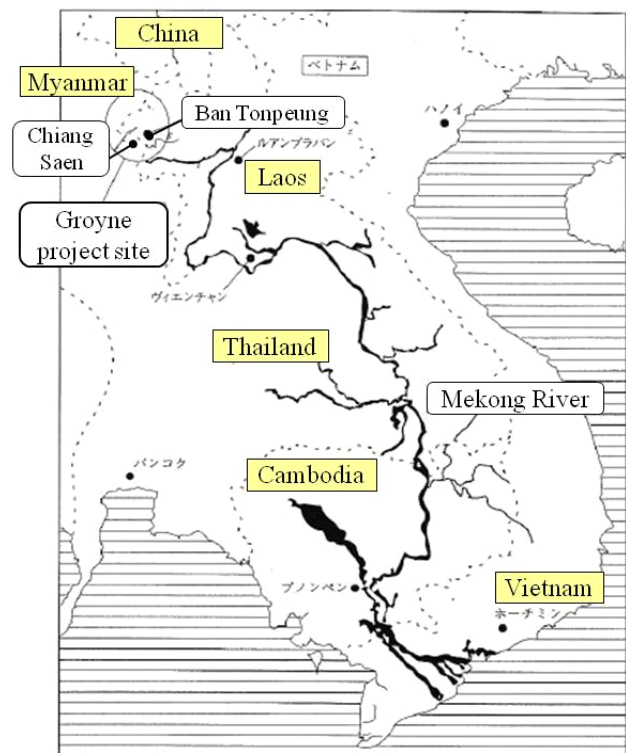 China
ベトナム
Myanmar
Ban Tonpeung
ハノイ
Chiang
Saen
ルアンプラバン
Laos
Groyne
project site
ヴィエンチャン
Thailand
Mekong River
バンコク
Cambodia
プノンペン
Vietnam
ホーチミン